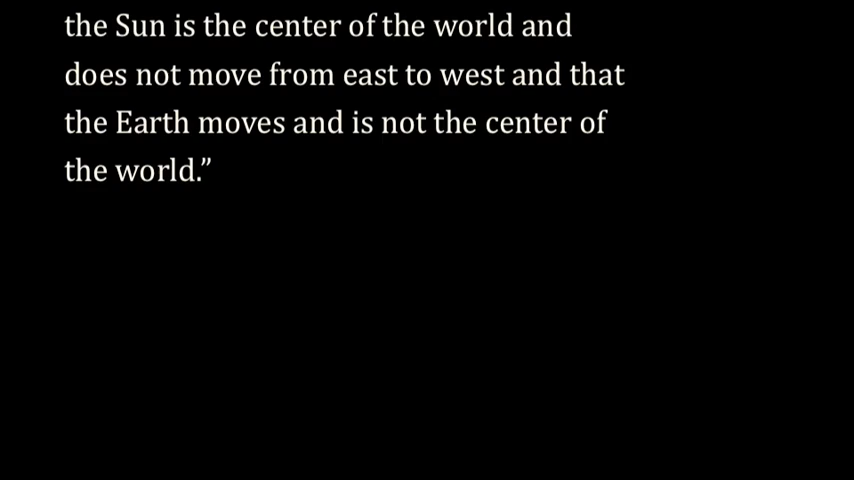 the Sun is the center of the world and
does not move from east to west and that
the Earth moves and is not the center of
the world.”